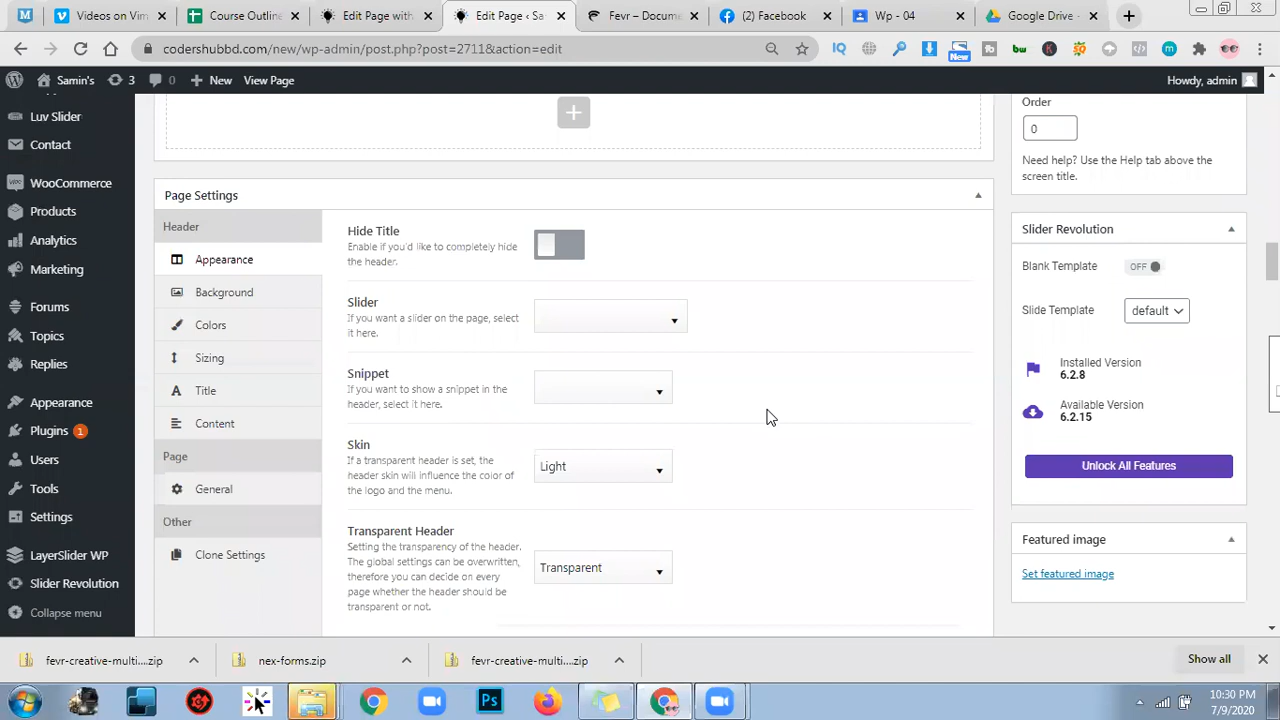 Videos on Vim
Course Outline
Edit Page with
Edit Page ‹ Sa
Fevr – Docume
(2) Facebook
Wp - 04
Google Drive -
codershubbd.com/new/wp-admin/post.php?post=2711&action=edit
New
Samin's
3
0
New
View Page
Howdy, admin
Luv Slider
Contact
WooCommerce
Products
Analytics
Marketing
Forums
Topics
Replies
Appearance
Plugins 1
Users
Tools
Settings
LayerSlider WP
Slider Revolution
Collapse menu
Page Settings
Header
Appearance
Background
Colors
Sizing
Title
Content
Page
General
Other
Clone Settings
Hide Title
Enable if you'd like to completely hide
the header.
Slider
If you want a slider on the page, select
it here.
Snippet
If you want to show a snippet in the
header, select it here.
Skin
If a transparent header is set, the
header skin will influence the color of
the logo and the menu.
Light
Transparent Header
Setting the transparency of the header.
The global settings can be overwritten,
therefore you can decide on every
page whether the header should be
transparent or not.
Transparent
Order
0
Need help? Use the Help tab above the
screen title.
Slider Revolution
Blank Template
OFF
Slide Template
default
Installed Version
6.2.8
Available Version
6.2.15
Unlock All Features
Featured image
Set featured image
fevr-creative-multi....zip
nex-forms.zip
fevr-creative-multi....zip
Show all
Ps
10:30 PM
7/9/2020